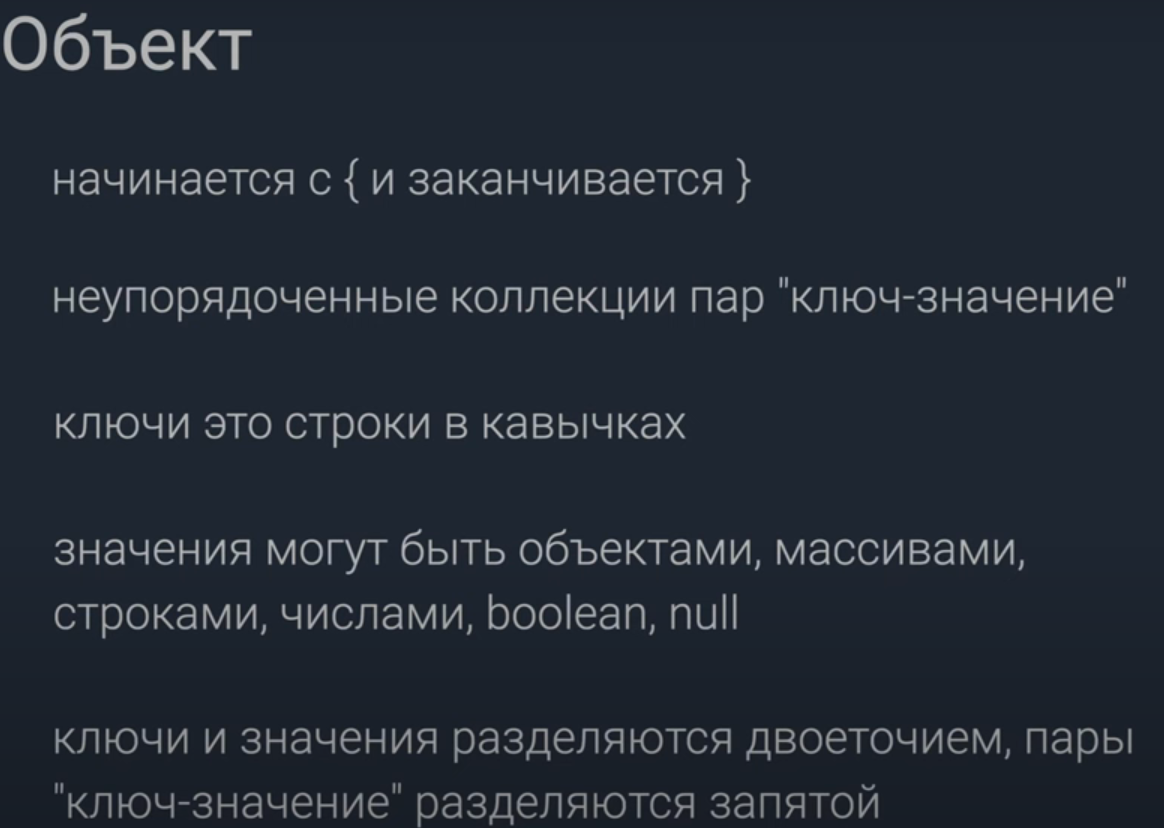 Объект
начинается с { и заканчивается }
неупорядоченные коллекции пар "ключ-значение"
ключи это строки в кавычках
значения могут быть объектами, массивами,
строками, числами, boolean, null
ключи и значения разделяются двоеточием, пары
"ключ-значение" разделяются запятой